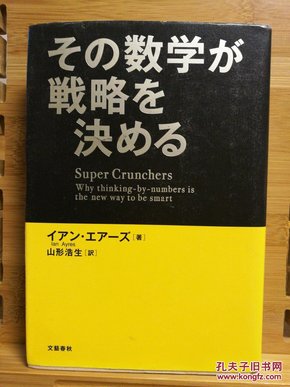 その数学が
戦略を
決める
Super Crunchers
Why thinking-by-numbers is
the new way to be smart
イアン・エアーズ[著]
Ian Ayres
山形浩生[訳]
文藝春秋
孔夫子旧书网
www.kongfz.com